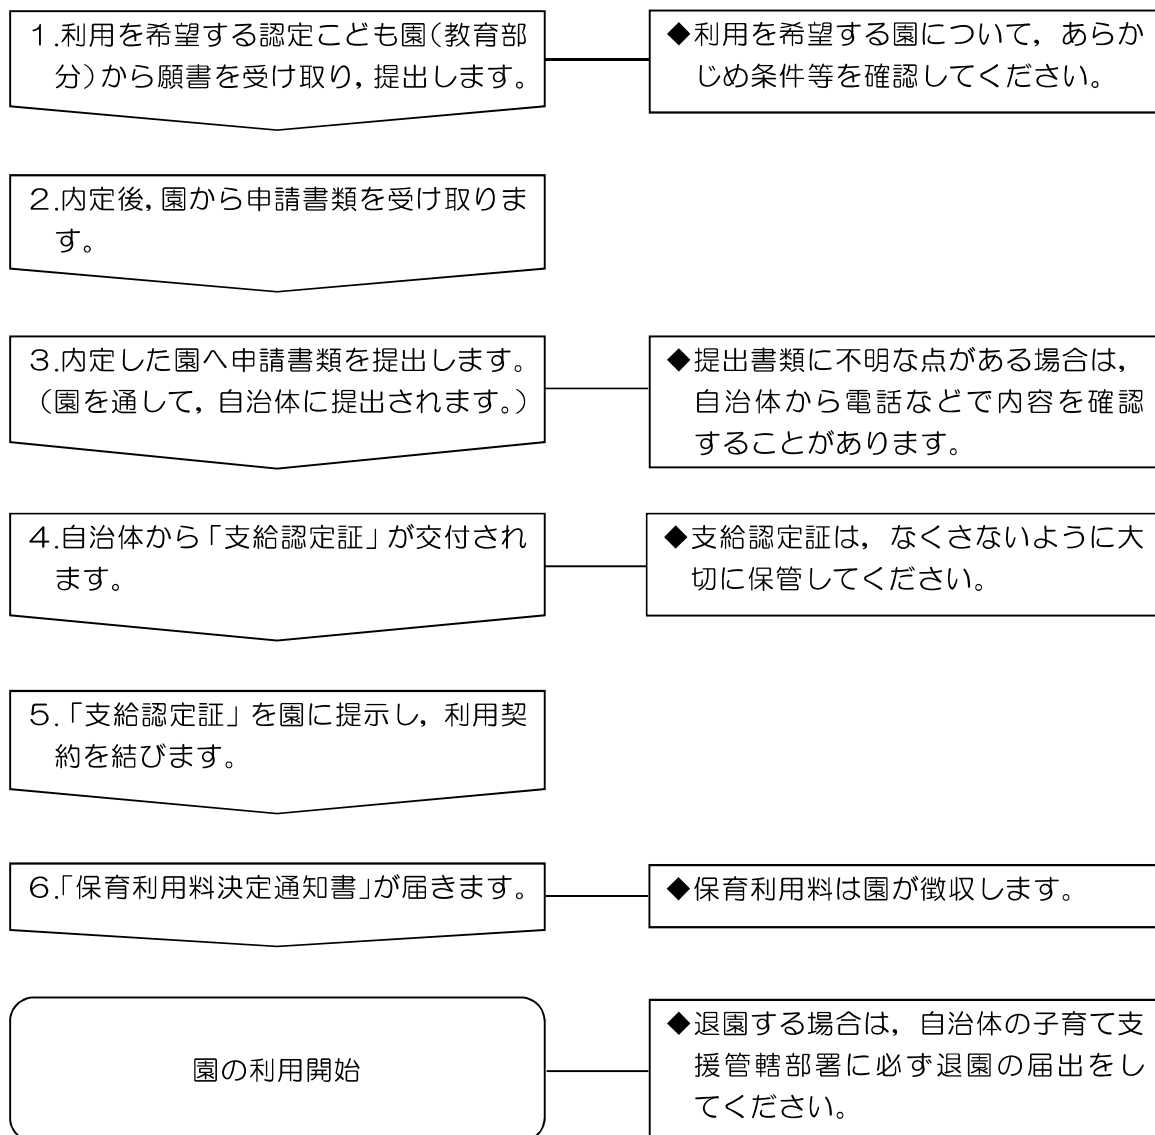 1.利用を希望する認定こども園(教育部
分)から願書を受け取り,提出します。
◆利用を希望する園について,あらか
じめ条件等を確認してください。
2.内定後,園から申請書類を受け取りま
す。
3.内定した園へ申請書類を提出します。
(園を通して,自治体に提出されます。)
◆提出書類に不明な点がある場合は,
自治体から電話などで内容を確認
することがあります。
4.自治体から「支給認定証」が交付され
ます。
◆支給認定証は,なくさないように大
切に保管してください。
5.「支給認定証」を園に提示し,利用契
約を結びます。
6.「保育利用料決定通知書」が届きます。
◆保育利用料は園が徴収します。
園の利用開始
◆退園する場合は,自治体の子育て支
援管轄部署に必ず退園の届出をし
てください。